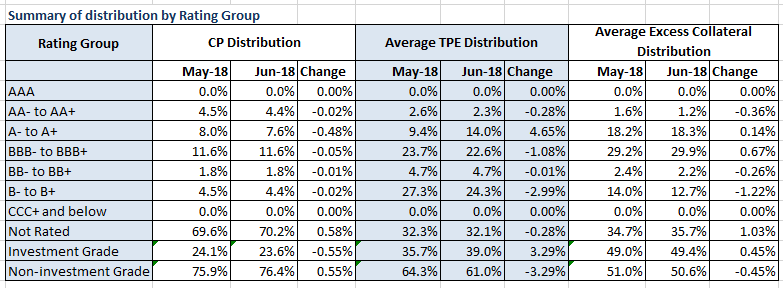 Summary of distribution by Rating Group
Rating Group CP Distribution Average TPE Distribution Average Excess Collateral Distribution
May-18 Jun-18 Change May-18 Jun-18 Change May-18 Jun-18 Change
AAA 0.0% 0.0% 0.00% 0.0% 0.0% 0.00% 0.0% 0.0% 0.00%
AA- to AA+ 4.5% 4.4% -0.02% 2.6% 2.3% -0.28% 1.6% 1.2% -0.36%
A- to A+ 8.0% 7.6% -0.48% 9.4% 14.0% 4.65% 18.2% 18.3% 0.14%
BBB- to BBB+ 11.6% 11.6% -0.05% 23.7% 22.6% -1.08% 29.2% 29.9% 0.67%
BB- to BB+ 1.8% 1.8% -0.01% 4.7% 4.7% -0.01% 2.4% 2.2% -0.26%
B- to B+ 4.5% 4.4% -0.02% 27.3% 24.3% -2.99% 14.0% 12.7% -1.22%
CCC+ and below 0.0% 0.0% 0.00% 0.0% 0.0% 0.00% 0.0% 0.0% 0.00%
Not Rated 69.6% 70.2% 0.58% 32.3% 32.1% -0.28% 34.7% 35.7% 1.03%
Investment Grade 24.1% 23.6% -0.55% 35.7% 39.0% 3.29% 49.0% 49.4% 0.45%
Non-investment Grade 75.9% 76.4% 0.55% 64.3% 61.0% -3.29% 51.0% 50.6% -0.45%